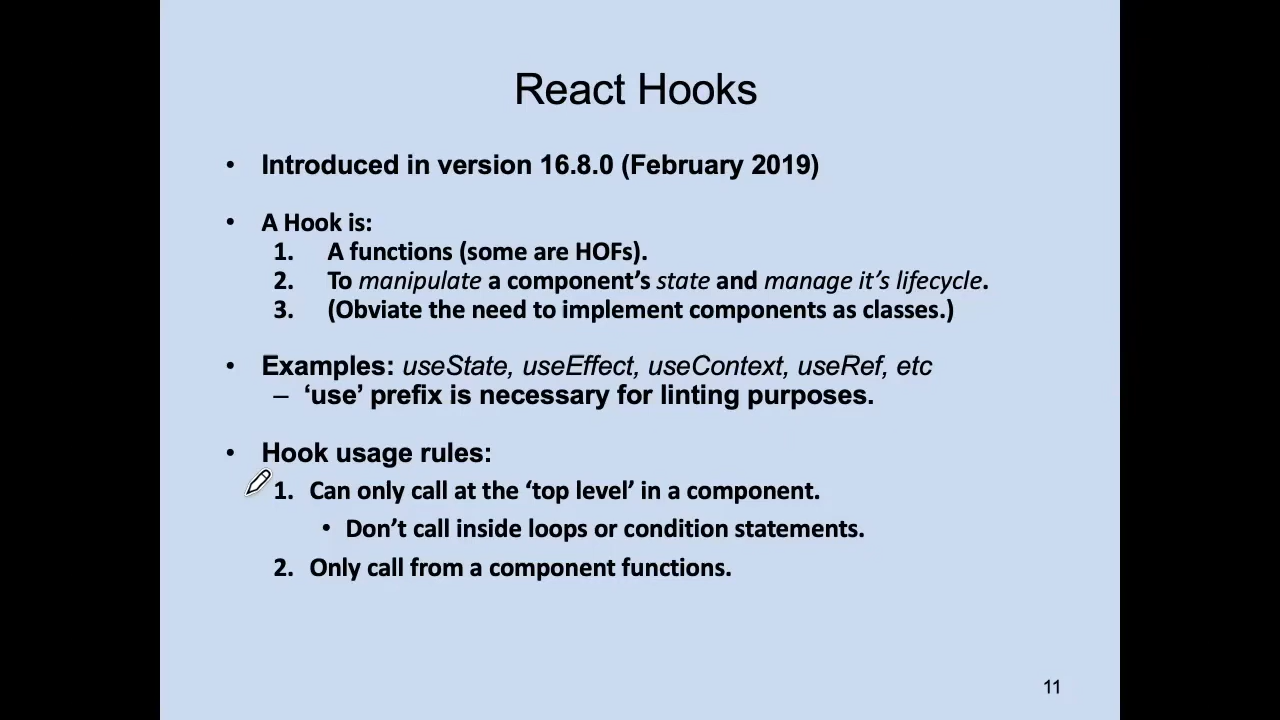 React Hooks
• Introduced in version 16.8.0 (February 2019)
• A Hook is:
1. A functions (some are HOFs).
2. To manipulate a component’s state and manage it’s lifecycle.
3. (Obviate the need to implement components as classes.)
• Examples: useState, useEffect, useContext, useRef, etc
– ‘use’ prefix is necessary for linting purposes.
• Hook usage rules:
1. Can only call at the ‘top level’ in a component.
• Don’t call inside loops or condition statements.
2. Only call from a component functions.
11